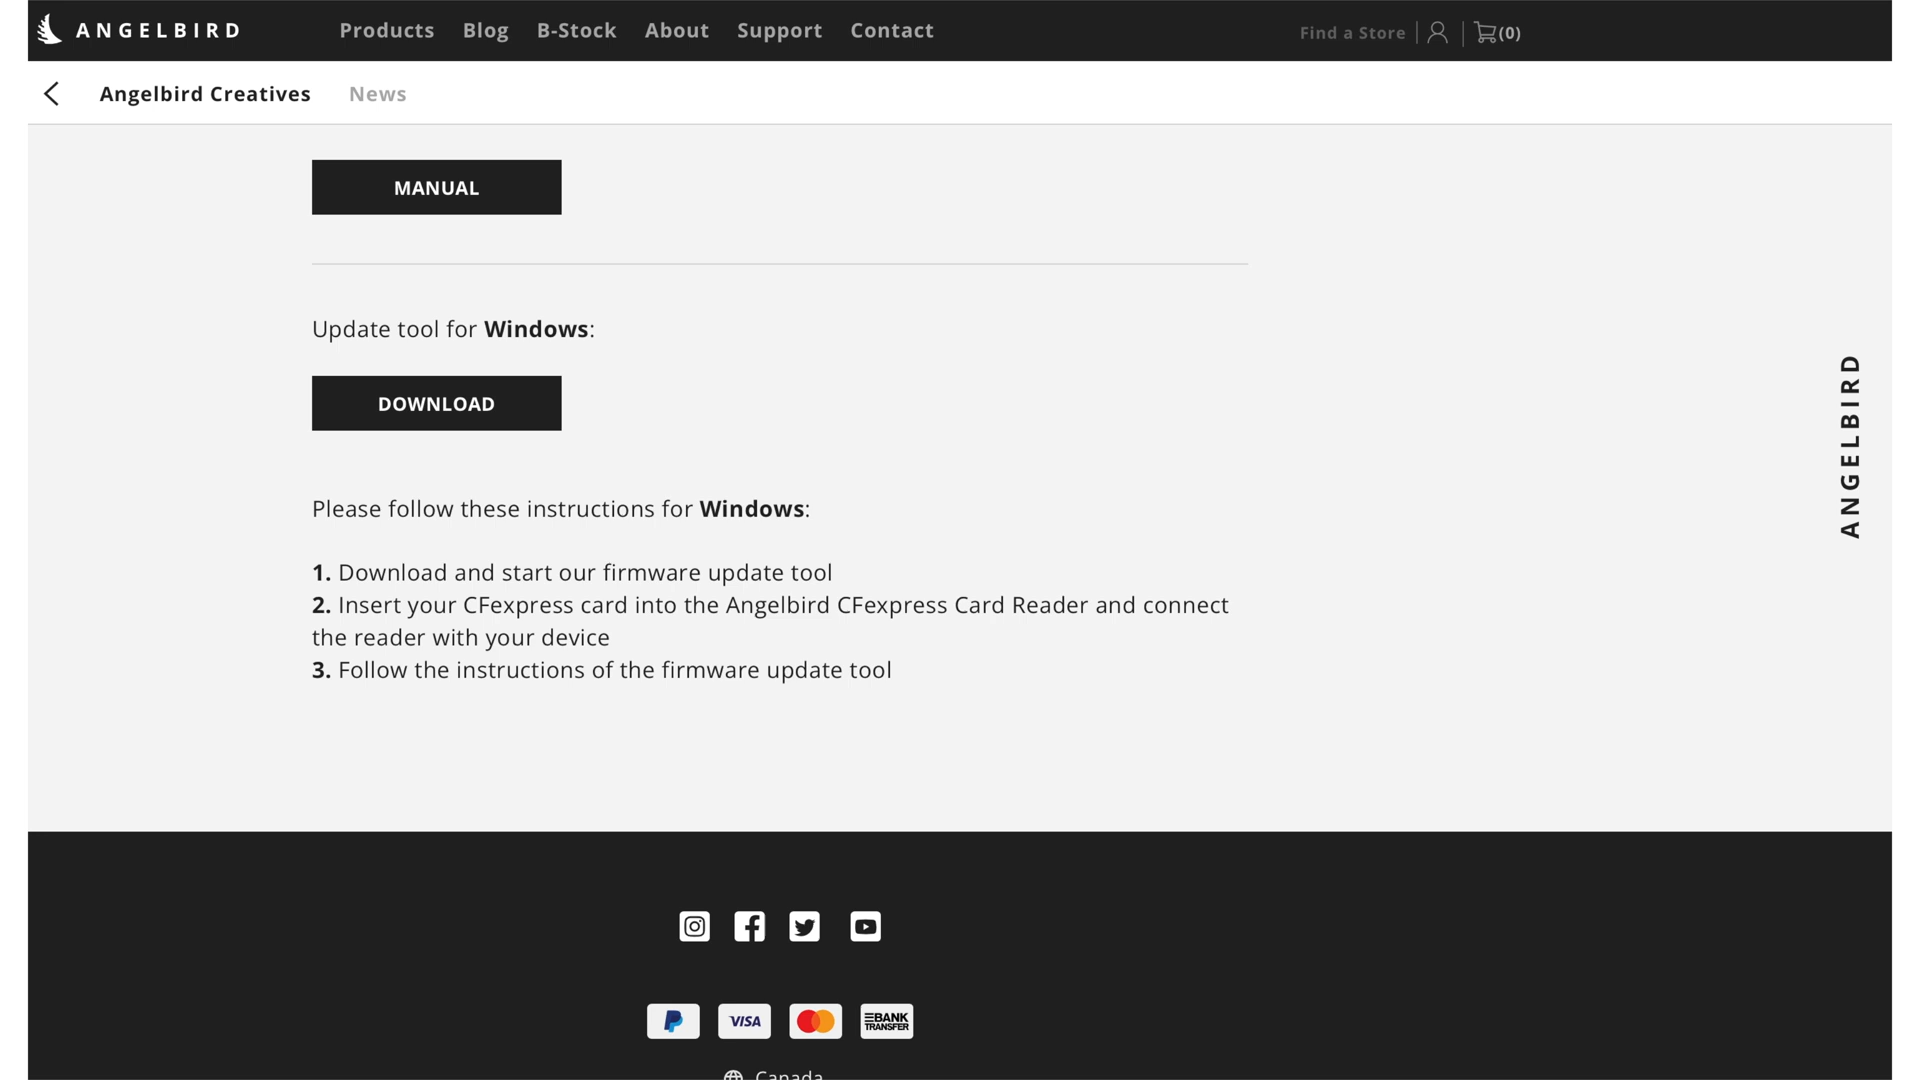 ANGELBIRD
Products Blog B-Stock About Support Contact
Find a Store (0)
Angelbird Creatives News
MANUAL
Update tool for Windows:
DOWNLOAD
Please follow these instructions for Windows:
1. Download and start our firmware update tool
2. Insert your CFexpress card into the Angelbird CFexpress Card Reader and connect
the reader with your device
3. Follow the instructions of the firmware update tool
ANGELBIRD
VISA
BANK
TRANSFER
Canada